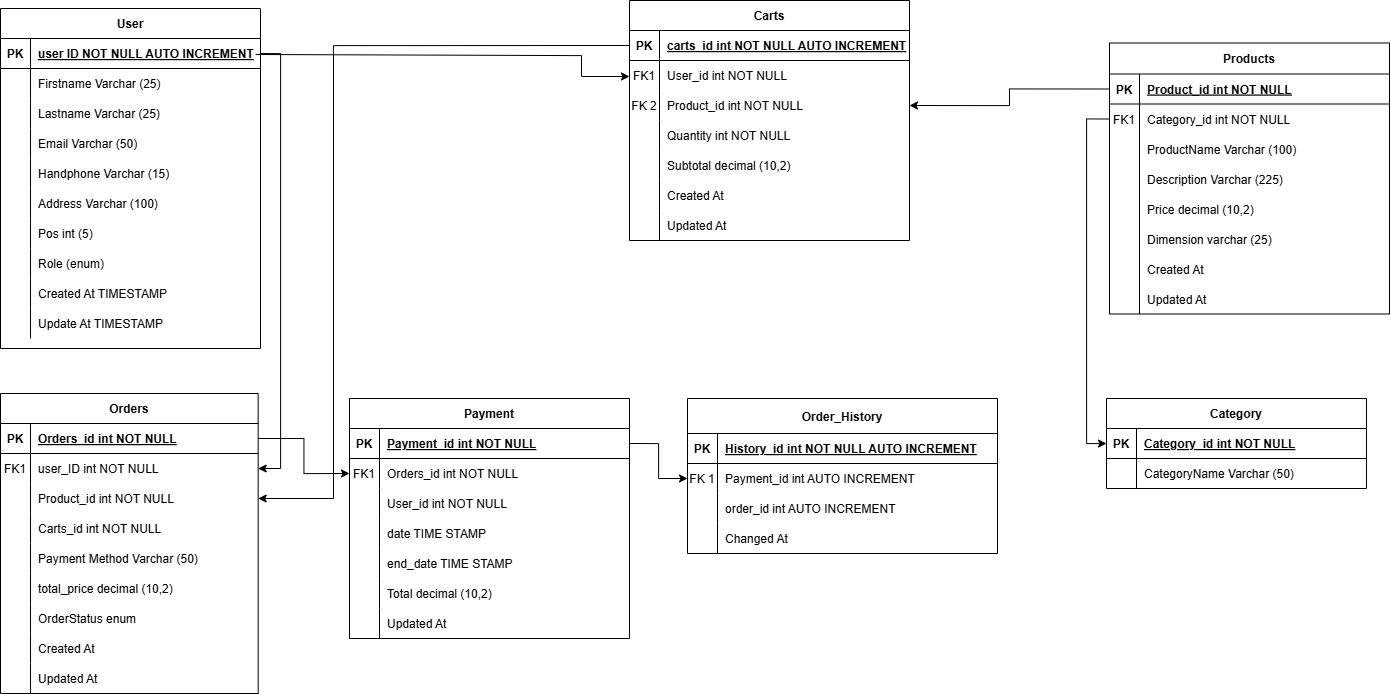 User
PK user ID NOT NULL AUTO INCREMENT
Firstname Varchar (25)
Lastname Varchar (25)
Email Varchar (50)
Handphone Varchar (15)
Address Varchar (100)
Pos int (5)
Role (enum)
Created At TIMESTAMP
Update At TIMESTAMP
Carts
PK carts_id int NOT NULL AUTO INCREMENT
FK1 User_id int NOT NULL
FK 2 Product_id int NOT NULL
Quantity int NOT NULL
Subtotal decimal (10,2)
Created At
Updated At
Products
PK Product_id int NOT NULL
FK1 Category_id int NOT NULL
ProductName Varchar (100)
Description Varchar (225)
Price decimal (10,2)
Dimension varchar (25)
Created At
Updated At
Orders
PK Orders_id int NOT NULL
FK1 user_ID int NOT NULL
Product_id int NOT NULL
Carts_id int NOT NULL
Payment Method Varchar (50)
total_price decimal (10,2)
OrderStatus enum
Created At
Updated At
Payment
PK Payment_id int NOT NULL
FK1 Orders_id int NOT NULL
User_id int NOT NULL
date TIME STAMP
end_date TIME STAMP
Total decimal (10,2)
Updated At
Order_History
PK History_id int NOT NULL AUTO INCREMENT
FK 1 Payment_id int AUTO INCREMENT
order_id int AUTO INCREMENT
Changed At
Category
PK Category_id int NOT NULL
CategoryName Varchar (50)